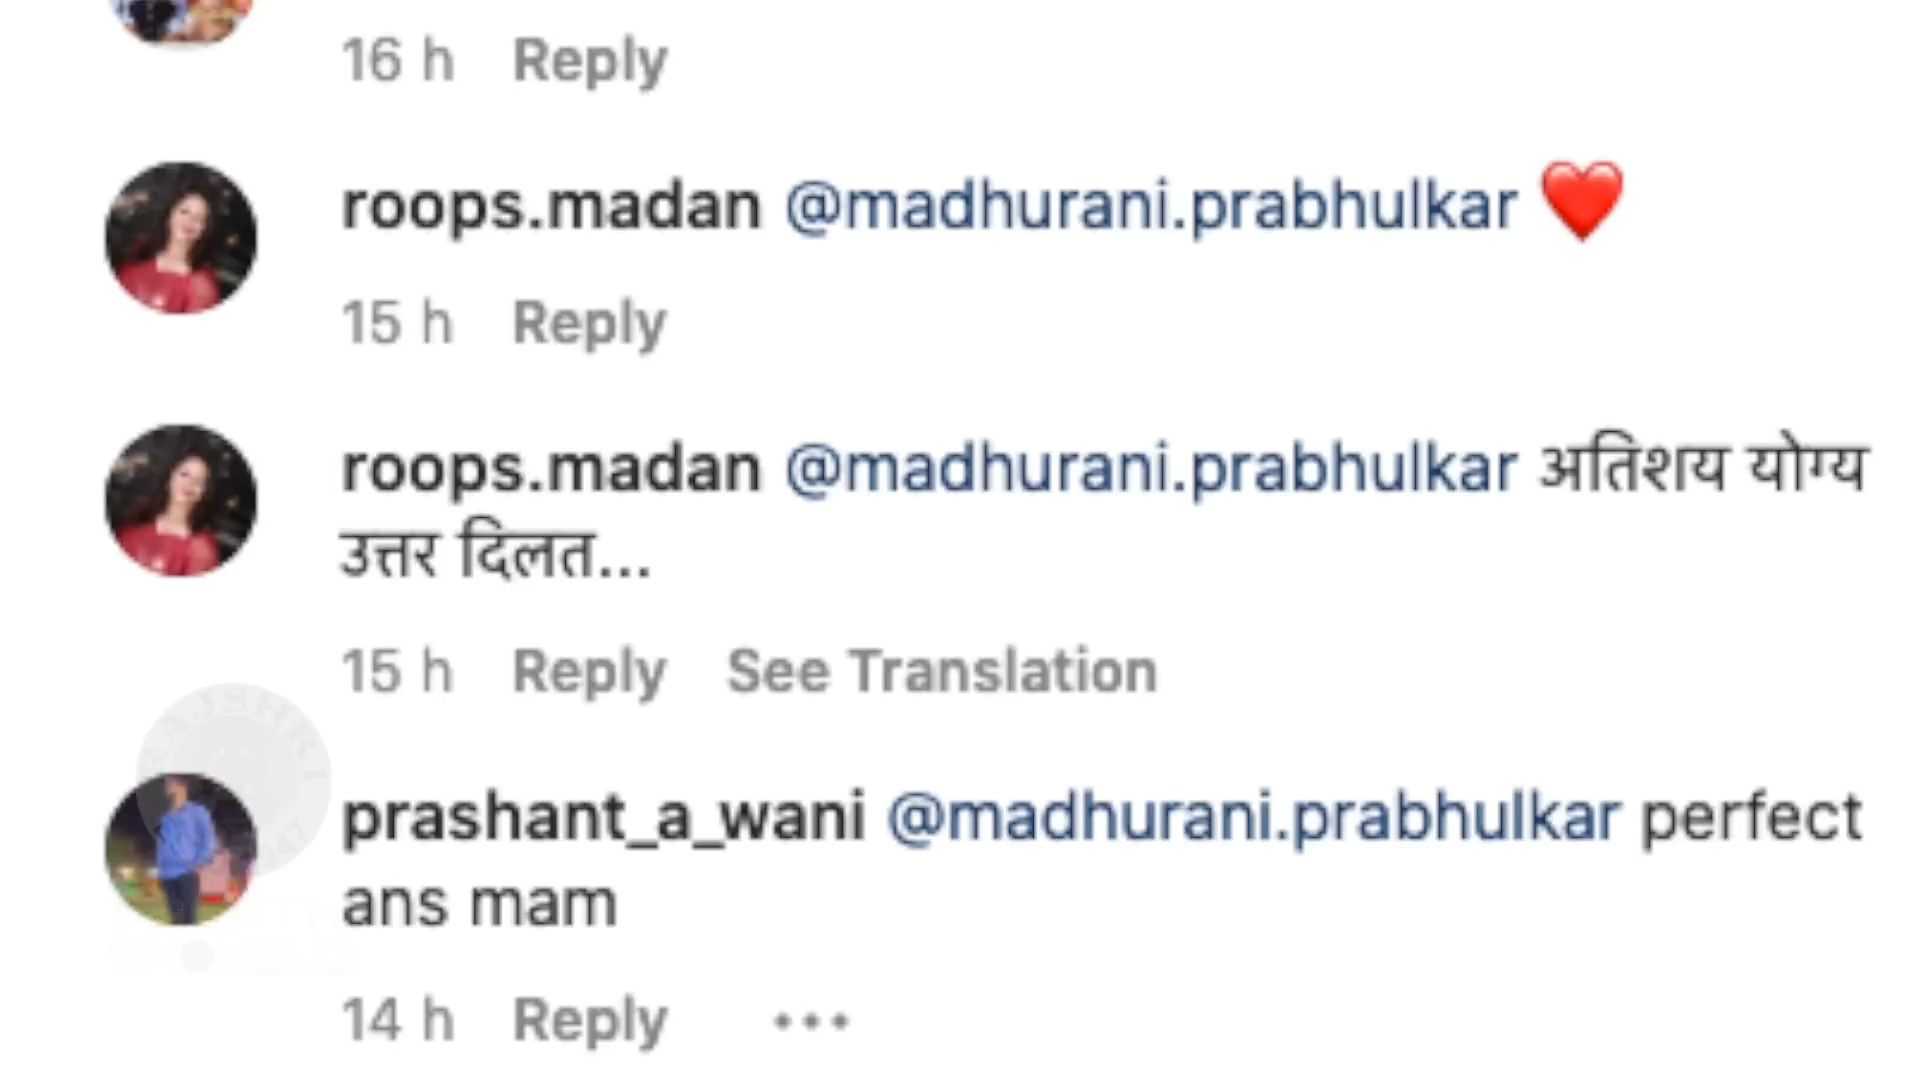 16 h Reply
roops.madan @madhurani.prabhulkar ❤️
15 h Reply
roops.madan @madhurani.prabhulkar अतिशय योग्य
उत्तर दिलत...
15 h Reply See Translation
RAJSHRI
prashant_a_wani @madhurani.prabhulkar perfect
ans mam
14 h Reply ...